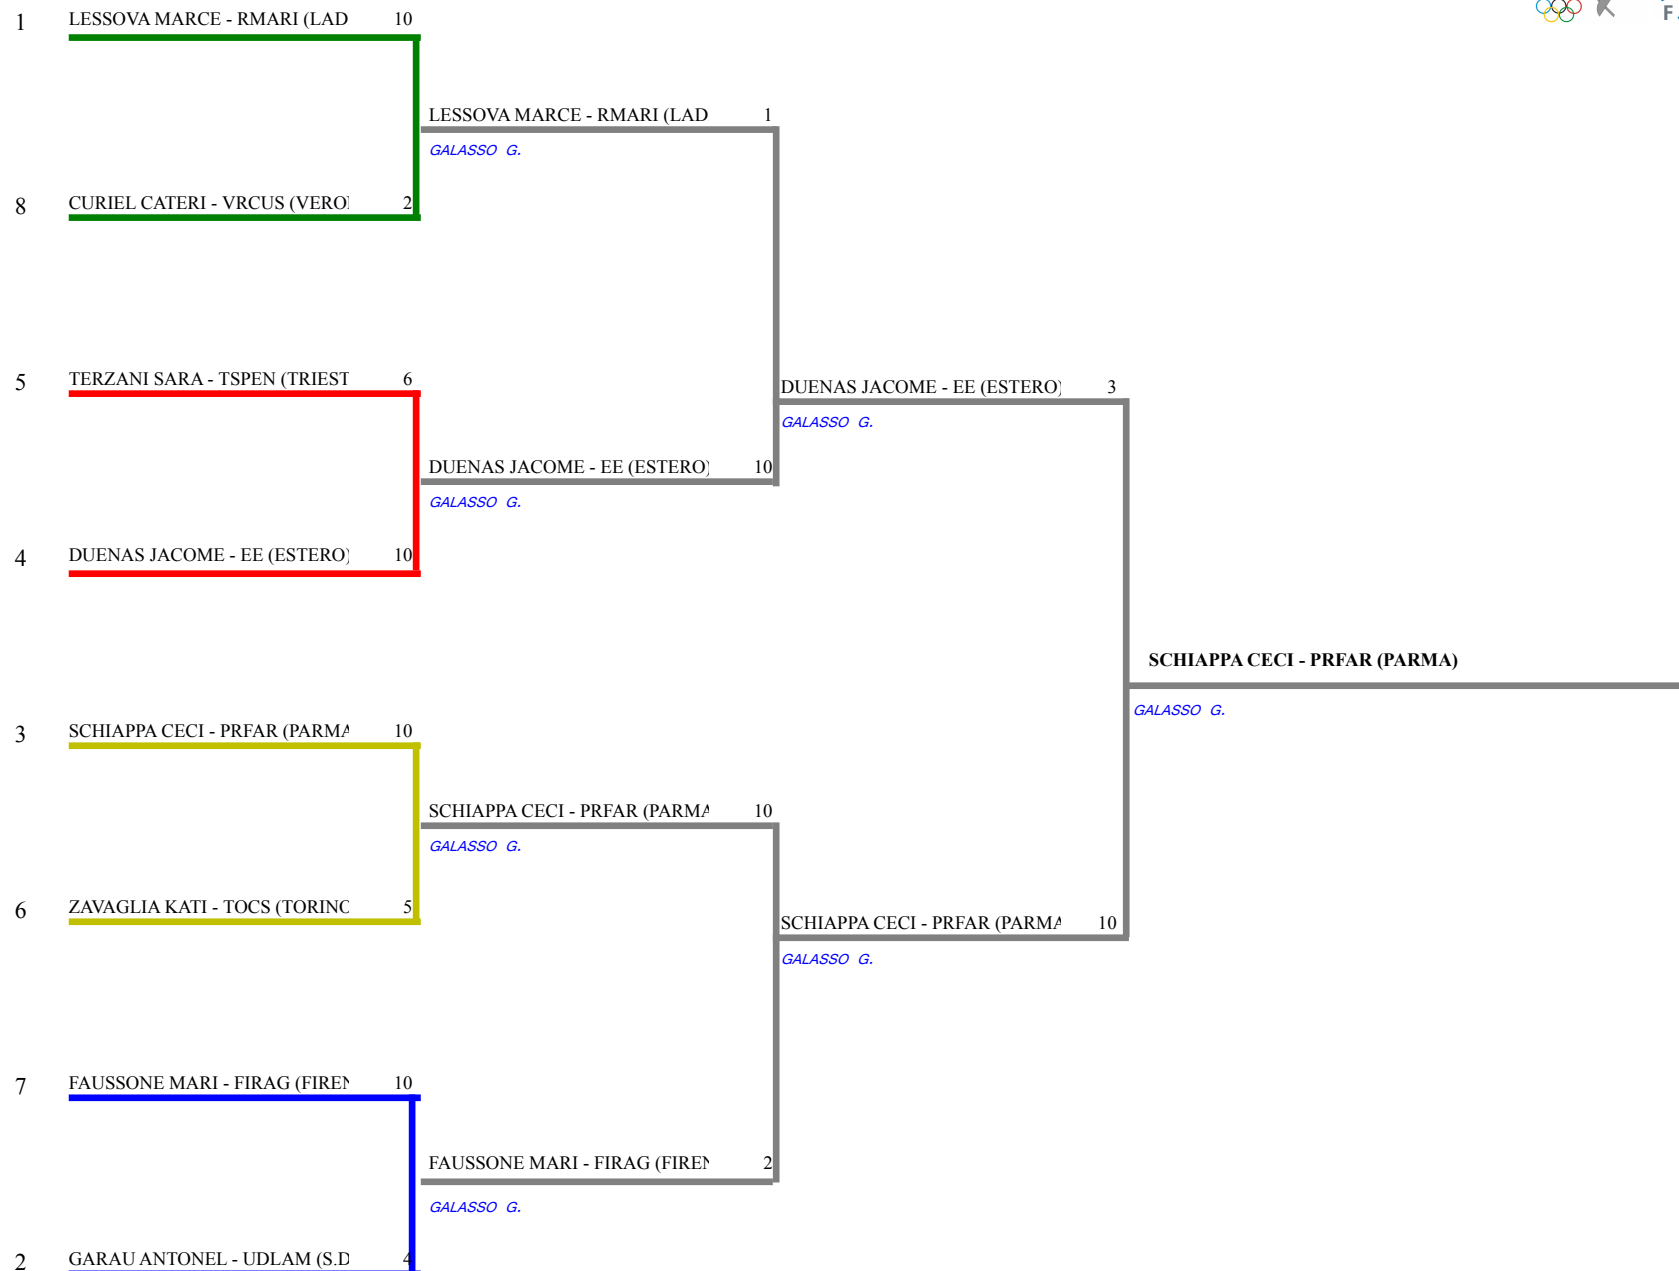 1 LESSOVA MARCE - RMARI (LAD 10
F
LESSOVA MARCE - RMARI (LAD 1
GALASSO G.
8 CURIEL CATERI - VRCUS (VERO 2
5 TERZANI SARA - TSPEN (TRIEST 6
DUENAS JACOME - EE (ESTERO) 3
GALASSO G.
DUENAS JACOME - EE (ESTERO) 10
GALASSO G.
4 DUENAS JACOME - EE (ESTERO) 10
SCHIAPPA CECI - PRFAR (PARMA)
GALASSO G.
3 SCHIAPPA CECI - PRFAR (PARMA 10
SCHIAPPA CECI - PRFAR (PARMA 10
GALASSO G.
6 ZAVAGLIA KATI - TOCS (TORINO 5
SCHIAPPA CECI - PRFAR (PARMA 10
GALASSO G.
7 FAUSSONE MARI - FIRAG (FIREN 10
FAUSSONE MARI - FIRAG (FIREN 2
GALASSO G.
2 GARAU ANTONEL - UDLAM (S.D 4